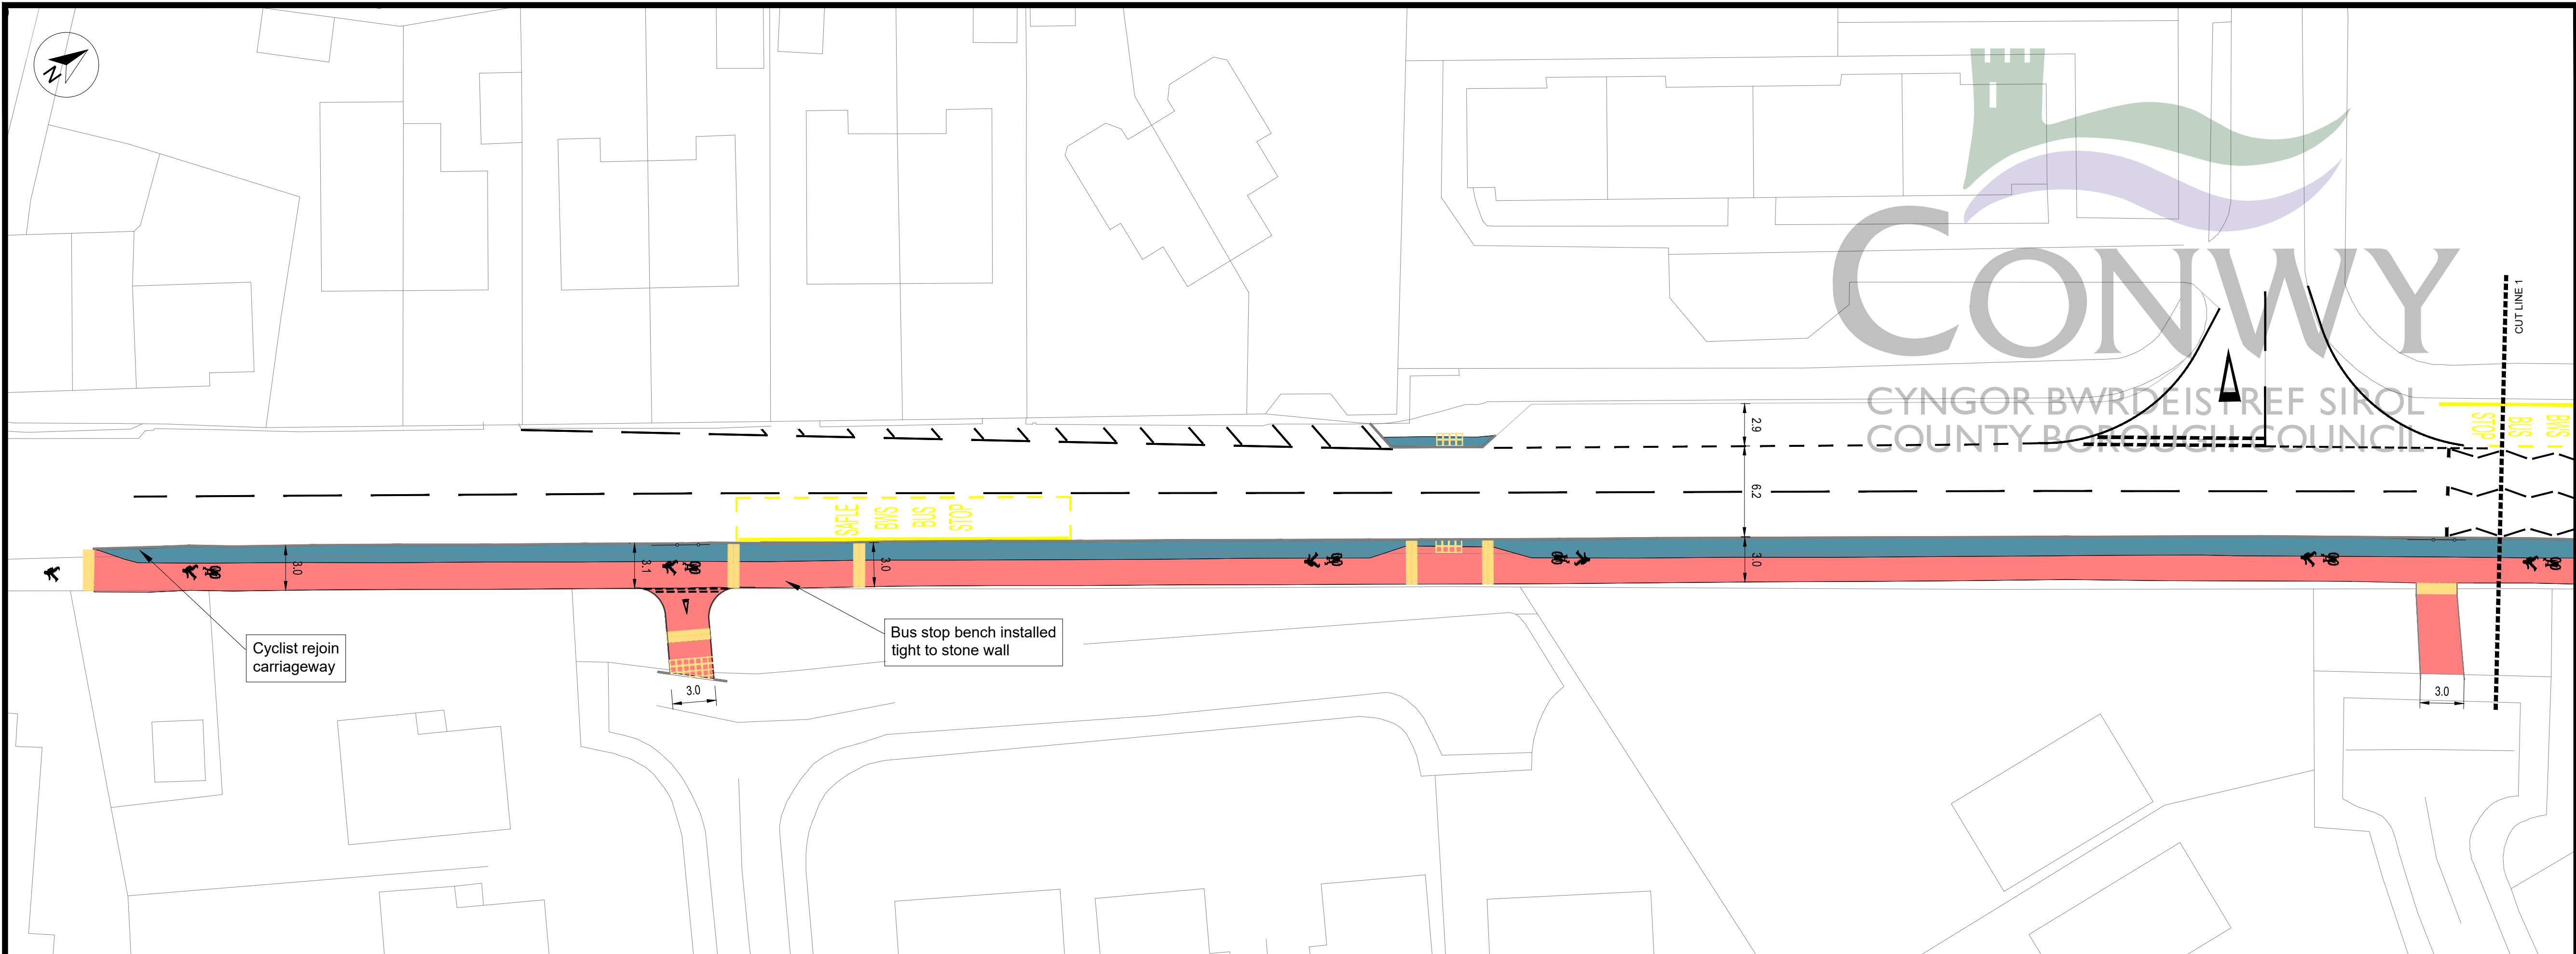 N
CONWY
CYNGOR BWRDEISTREF SIROL
COUNTY BOROUGH COUNCIL
CUT LINE 1
2.9
6.2
3.0
SAFLE
BWS
BUS
STOP
BWS
BUS
STOP
3.0
3.1
3.0
Cyclist rejoin
carriageway
Bus stop bench installed
tight to stone wall
3.0
3.0